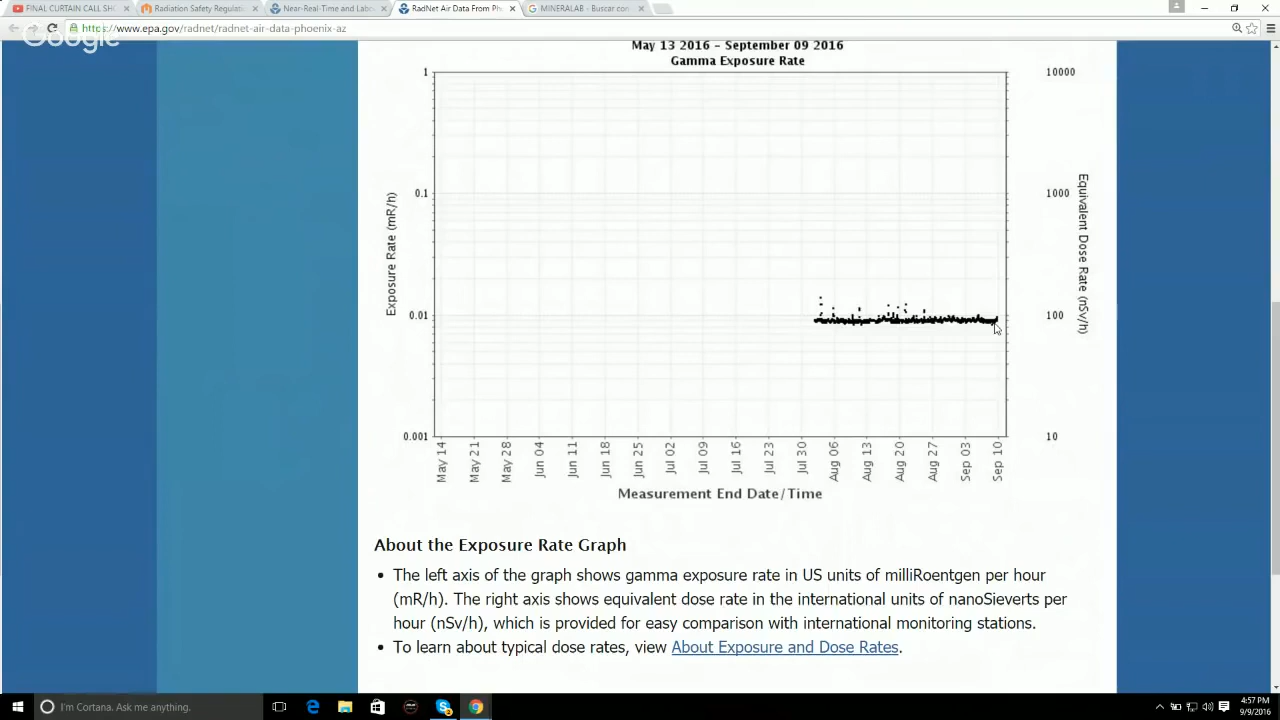 FINAL CURTAIN CALL SH
Radiation Safety Regulati
Near-Real-Time and Labo
RadNet Air Data From Ph
MINERALAB - Buscar con
https://www.epa.gov/radnet/radnet-air-data-phoenix-az
Google
May 13 2016 - September 09 2016
Gamma Exposure Rate
1
10000
0.1
1000
0.01
100
0.001
10
Exposure Rate (mR/h)
Equivalent Dose Rate (nSv/h)
May 14
May 21
May 28
Jun 04
Jun 11
Jun 18
Jun 25
Jul 02
Jul 09
Jul 16
Jul 23
Jul 30
Aug 06
Aug 13
Aug 20
Aug 27
Sep 03
Sep 10
Measurement End Date/Time
About the Exposure Rate Graph
• The left axis of the graph shows gamma exposure rate in US units of milliRoentgen per hour
(mR/h). The right axis shows equivalent dose rate in the international units of nanoSieverts per
hour (nSv/h), which is provided for easy comparison with international monitoring stations.
• To learn about typical dose rates, view About Exposure and Dose Rates.
I'm Cortana. Ask me anything.
4:57 PM
9/9/2016